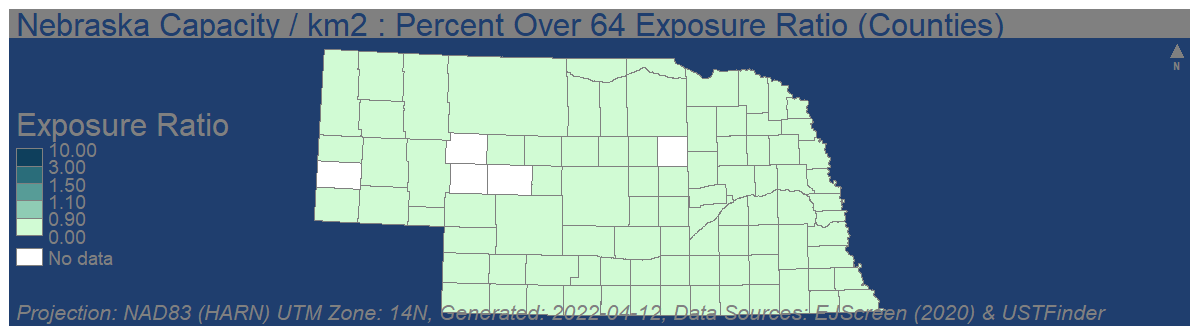 Nebraska Capacity / km2 : Percent Over 64 Exposure Ratio (Counties)
N
Exposure Ratio
10.00
3.00
1.50
1.10
0.90
0.00
No data
Projection: NAD83 (HARN) UTM Zone: 14N, Generated: 2022-04-12, Data Sources: EJScreen (2020) & USTFinder